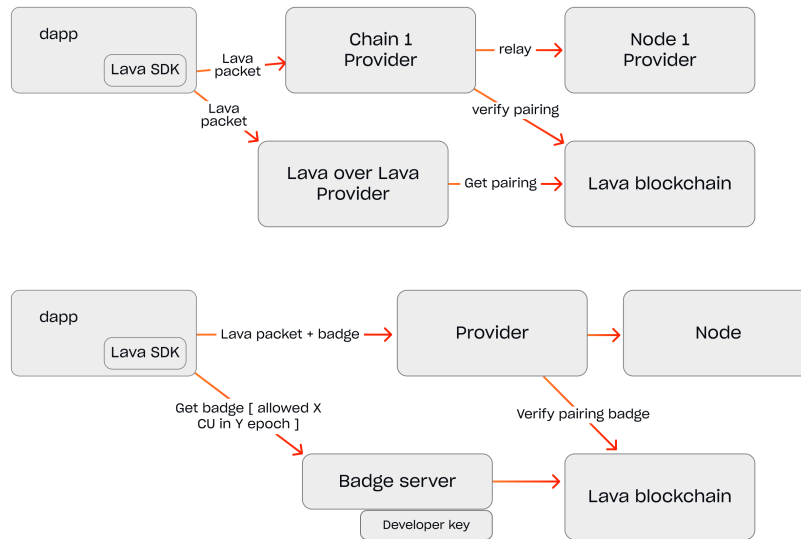 dapp
Lava SDK
Lava
packet
Chain 1
Provider
relay
Node 1
Provider
Lava
packet
verify pairing
Lava over Lava
Provider
Get pairing
Lava blockchain
dapp
Lava SDK
Lava packet + badge
Provider
Node
Get badge [ allowed X
CU in Y epoch ]
Verify pairing badge
Badge server
Developer key
Lava blockchain